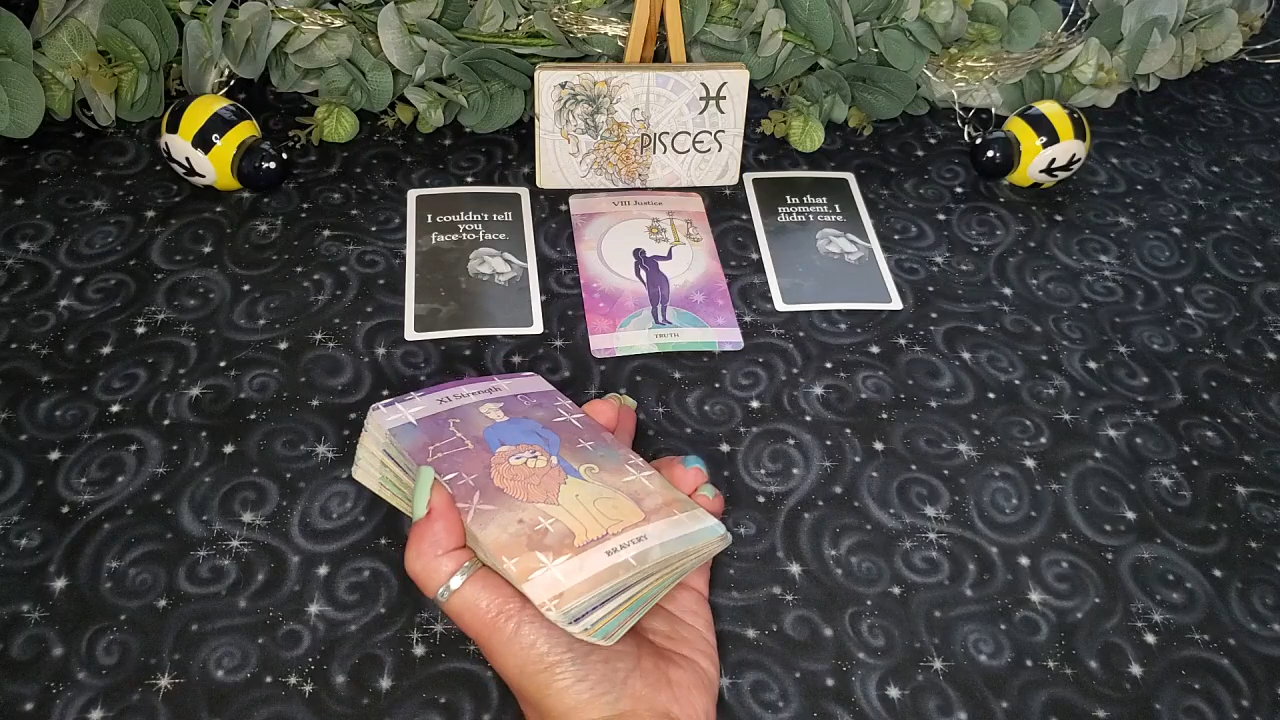 ♓
PISCES
I couldn't tell
you
face-to-face.
VIII Justice
TRUTH
In that
moment, I
didn't care.
XI Strength
♌
BRAVERY